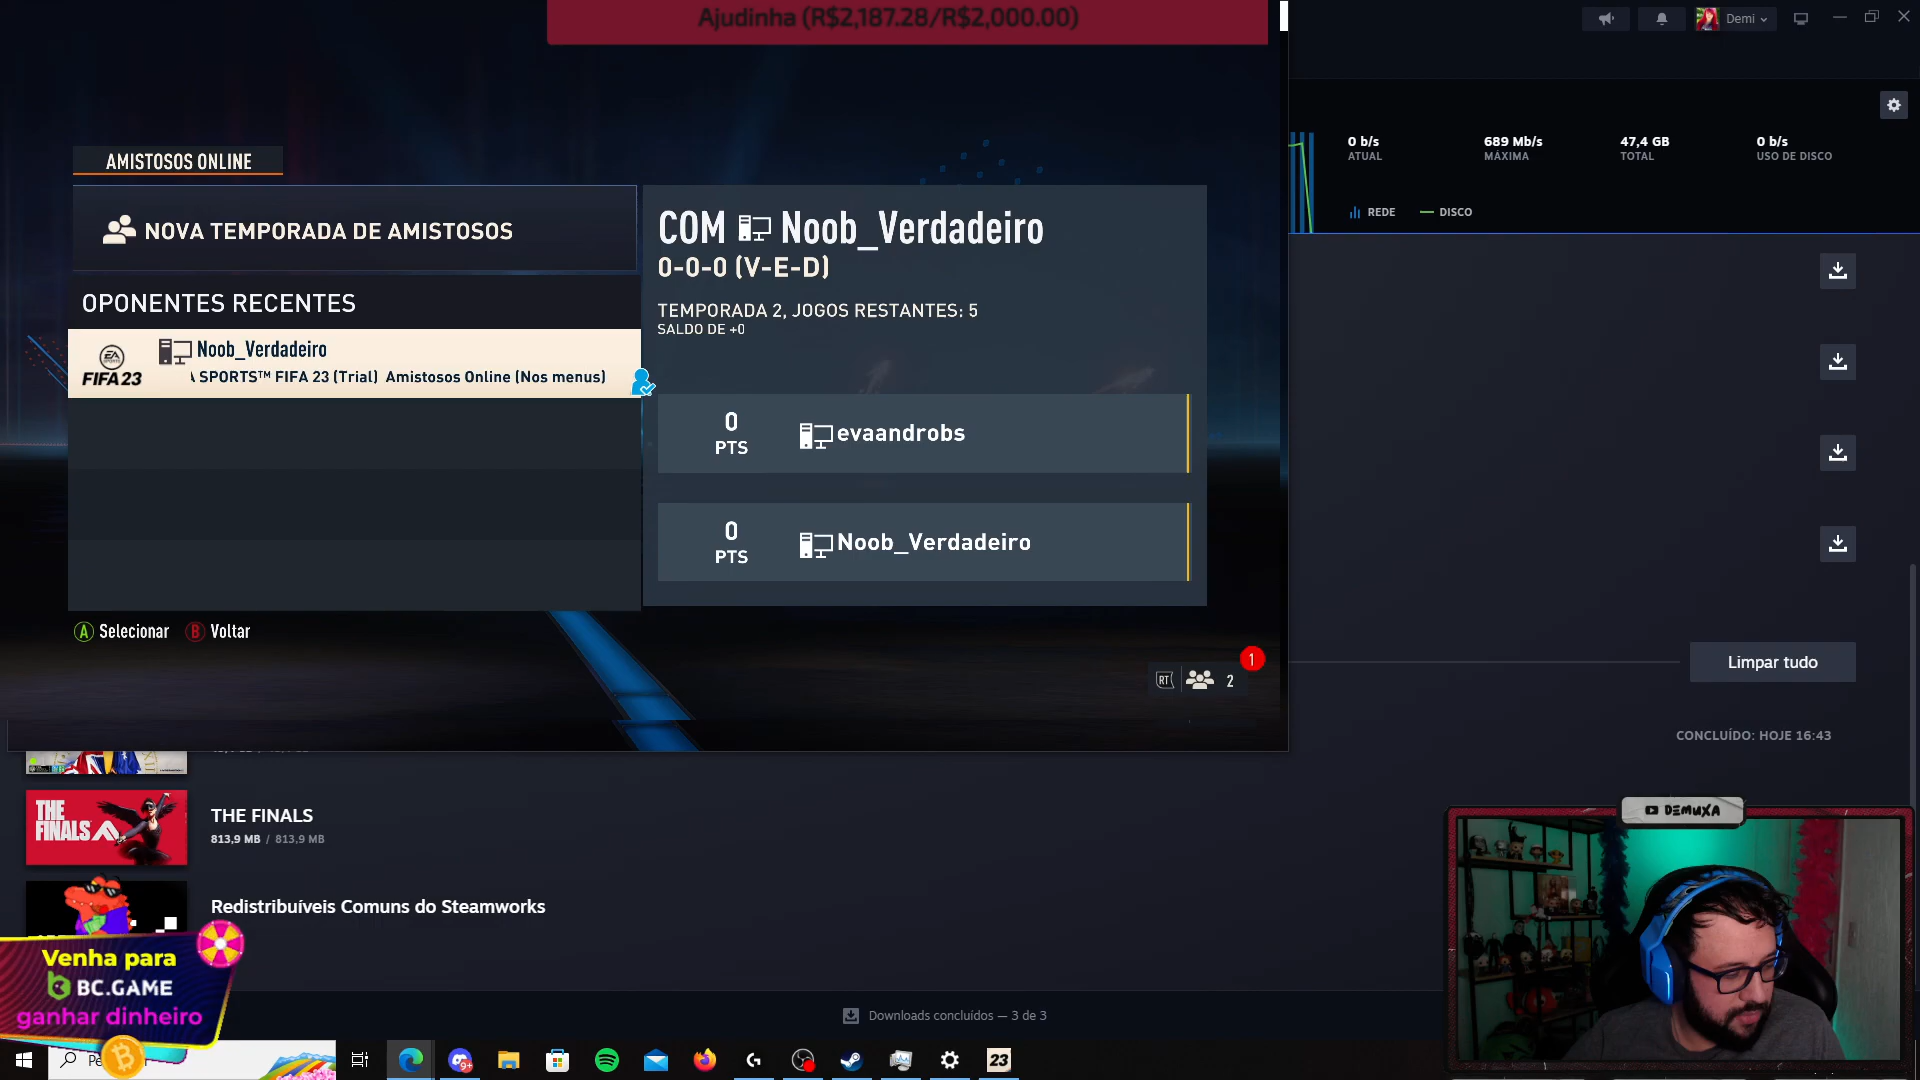 Ajudinha (R$2,187.28/R$2,000.00)
Demi
AMISTOSOS ONLINE
NOVA TEMPORADA DE AMISTOSOS
OPONENTES RECENTES
EA SPORTS
FIFA 23
Noob_Verdadeiro
SPORTS™ FIFA 23 (Trial) Amistosos Online (Nos menus)
COM Noob_Verdadeiro
0-0-0 (V-E-D)
TEMPORADA 2, JOGOS RESTANTES: 5
SALDO DE +0
0
PTS
evaandrobs
0
PTS
Noob_Verdadeiro
A Selecionar B Voltar
RT 2
1
0 b/s
ATUAL
689 Mb/s
MÁXIMA
47,4 GB
TOTAL
0 b/s
USO DE DISCO
REDE DISCO
Limpar tudo
CONCLUÍDO: HOJE 16:43
THE FINALS
THE FINALS
813,9 MB / 813,9 MB
Redistribuíveis Comuns do Steamworks
Venha para
BC.GAME
ganhar dinheiro
DEMUXA
Downloads concluídos — 3 de 3
9+
23